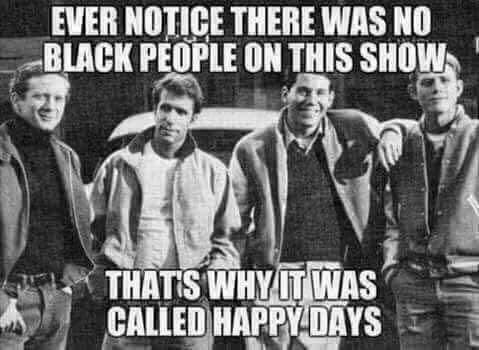 EVER NOTICE THERE WAS NO
BLACK PEOPLE ON THIS SHOW
THAT'S WHY IT WAS
CALLED HAPPY DAYS